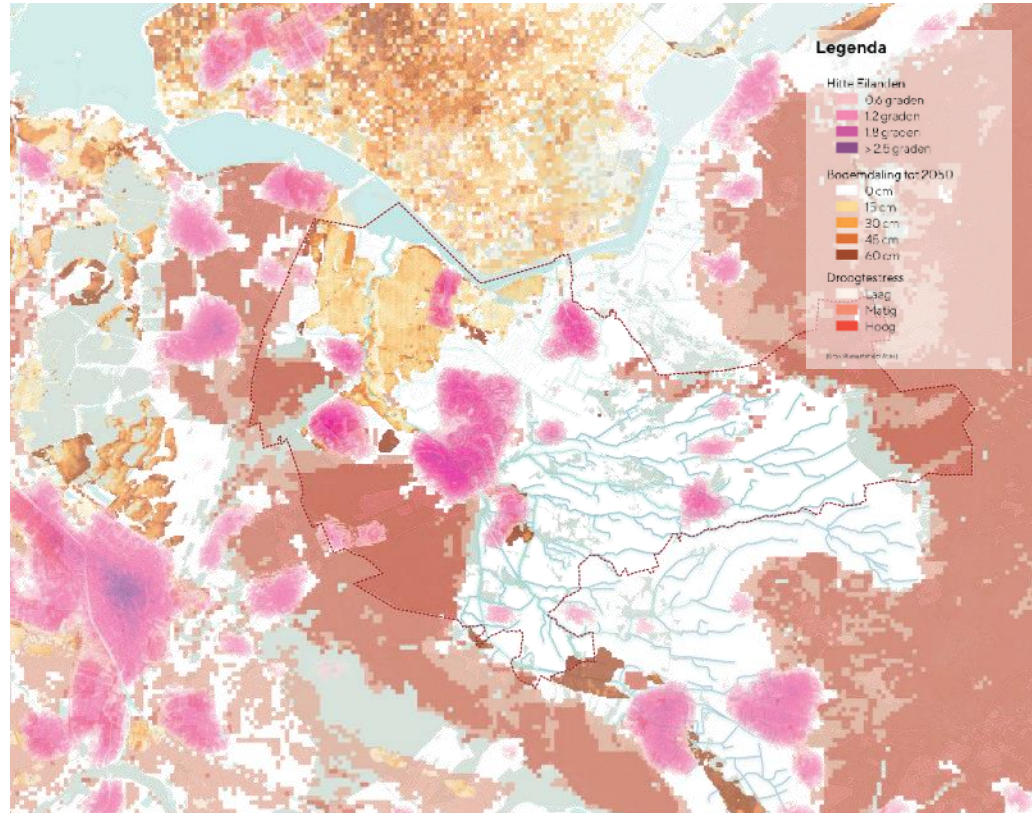 Legenda
Hitte Eilanden
0.6 graden
1.2 graden
1.8 graden
> 2.5 graden
Bodemdaling tot 2050
0 cm
15 cm
30 cm
45 cm
60 cm
Droogtestress
Laag
Matig
Hoog